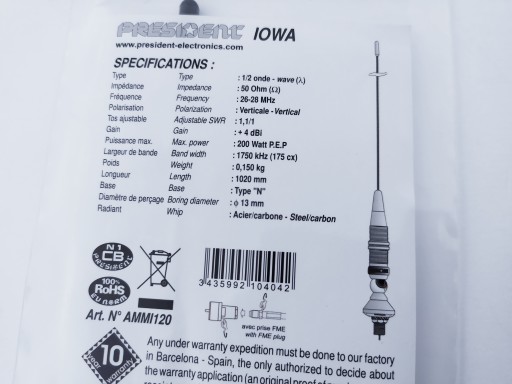 PRESIDENT IOWA
www.president-electronics.com
SPECIFICATIONS :
Type Type : 1/2 onde - wave (λ)
Impédance Impedance : 50 Ohm (Ω)
Fréquence Frequency : 26-28 MHz
Polarisation Polarization : Verticale - Vertical
Tos ajustable Adjustable SWR : 1,1/1
Gain Gain : + 4 dBi
Puissance max. Max. power : 200 Watt P.E.P
Largeur de bande Band width : 1750 kHz (175 cx)
Poids Weight : 0,150 kg
Longueur Length : 1020 mm
Base Base : Type "N"
Diamètre de perçage Boring diameter : ϕ 13 mm
Radiant Whip : Acier/carbone - Steel/carbon
N1
CB
PRESIDENT
100%
RoHS
EU NORM
3 435992 104042
Art. N° AMMI120
avec prise FME
with FME plug
10
year warranty
Any under warranty expedition must be done to our factory
in Barcelona - Spain, the only authorized to decide about
the warranty application (an original proof of